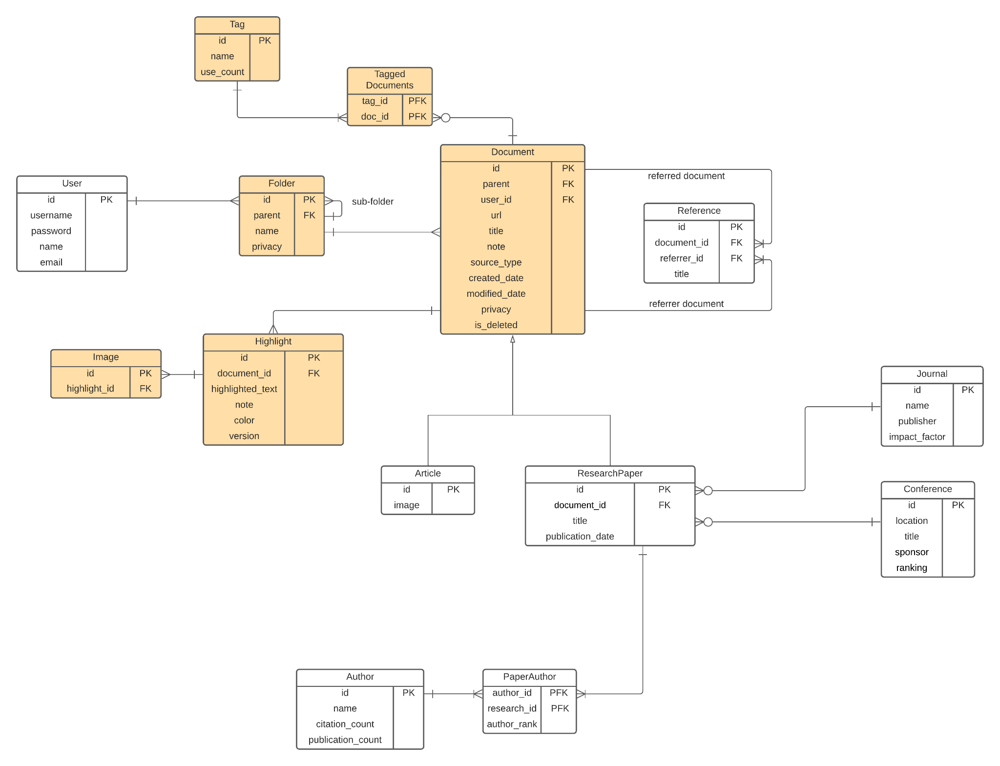 Tag
id PK
name
use_count
Tagged
Documents
tag_id PFK
doc_id PFK
User
id PK
username
password
name
email
Folder
id PK
parent FK
name
privacy
sub-folder
Document
id PK
parent FK
user_id FK
url
title
note
source_type
created_date
modified_date
privacy
is_deleted
referred document
Reference
id PK
document_id FK
referrer_id FK
title
referrer document
Image
id PK
highlight_id FK
Highlight
id PK
document_id FK
highlighted_text
note
color
version
Journal
id PK
name
publisher
impact_factor
Article
id PK
image
ResearchPaper
id PK
document_id FK
title
publication_date
Conference
id PK
location
title
sponsor
ranking
Author
id PK
name
citation_count
publication_count
PaperAuthor
author_id PFK
research_id PFK
author_rank